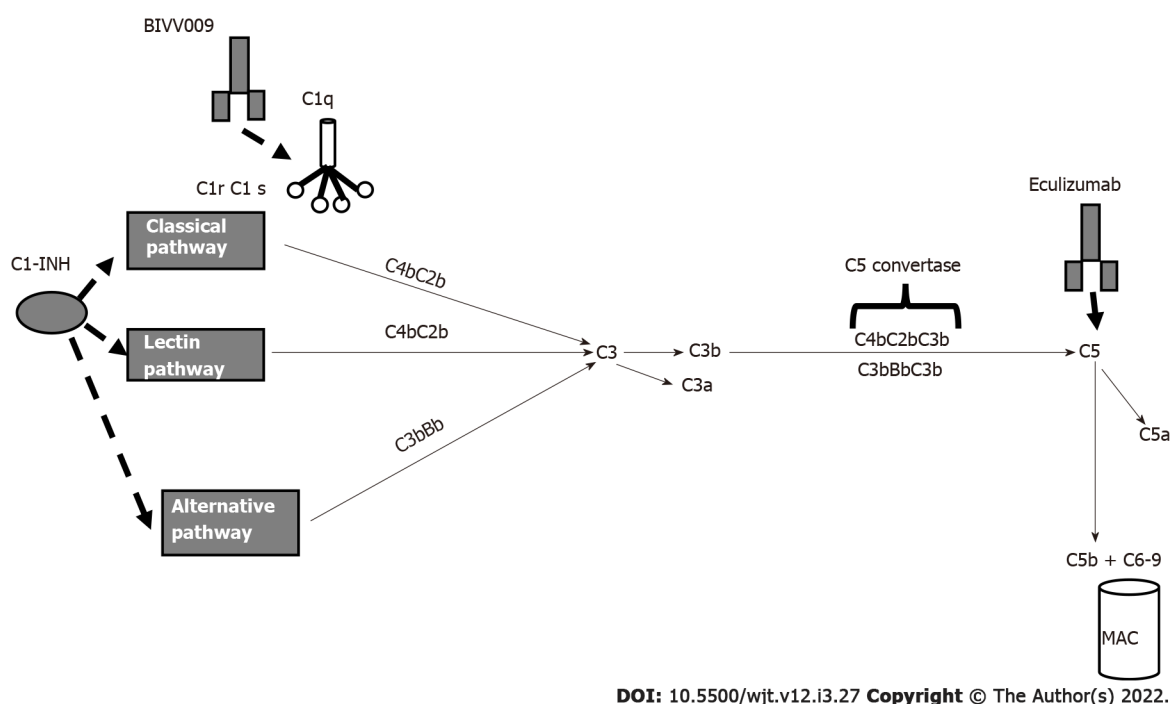 BIVV009
C1q
C1r C1 s
Eculizumab
Classical
pathway
C1-INH
C4bC2b
C5 convertase
Lectin
pathway
C4bC2b
C4bC2bC3b
C3
C3b
C5
C3bBbC3b
C3a
C3bBb
C5a
Alternative
pathway
C5b + C6-9
MAC
DOI: 10.5500/wjt.v12.i3.27 Copyright © The Author(s) 2022.